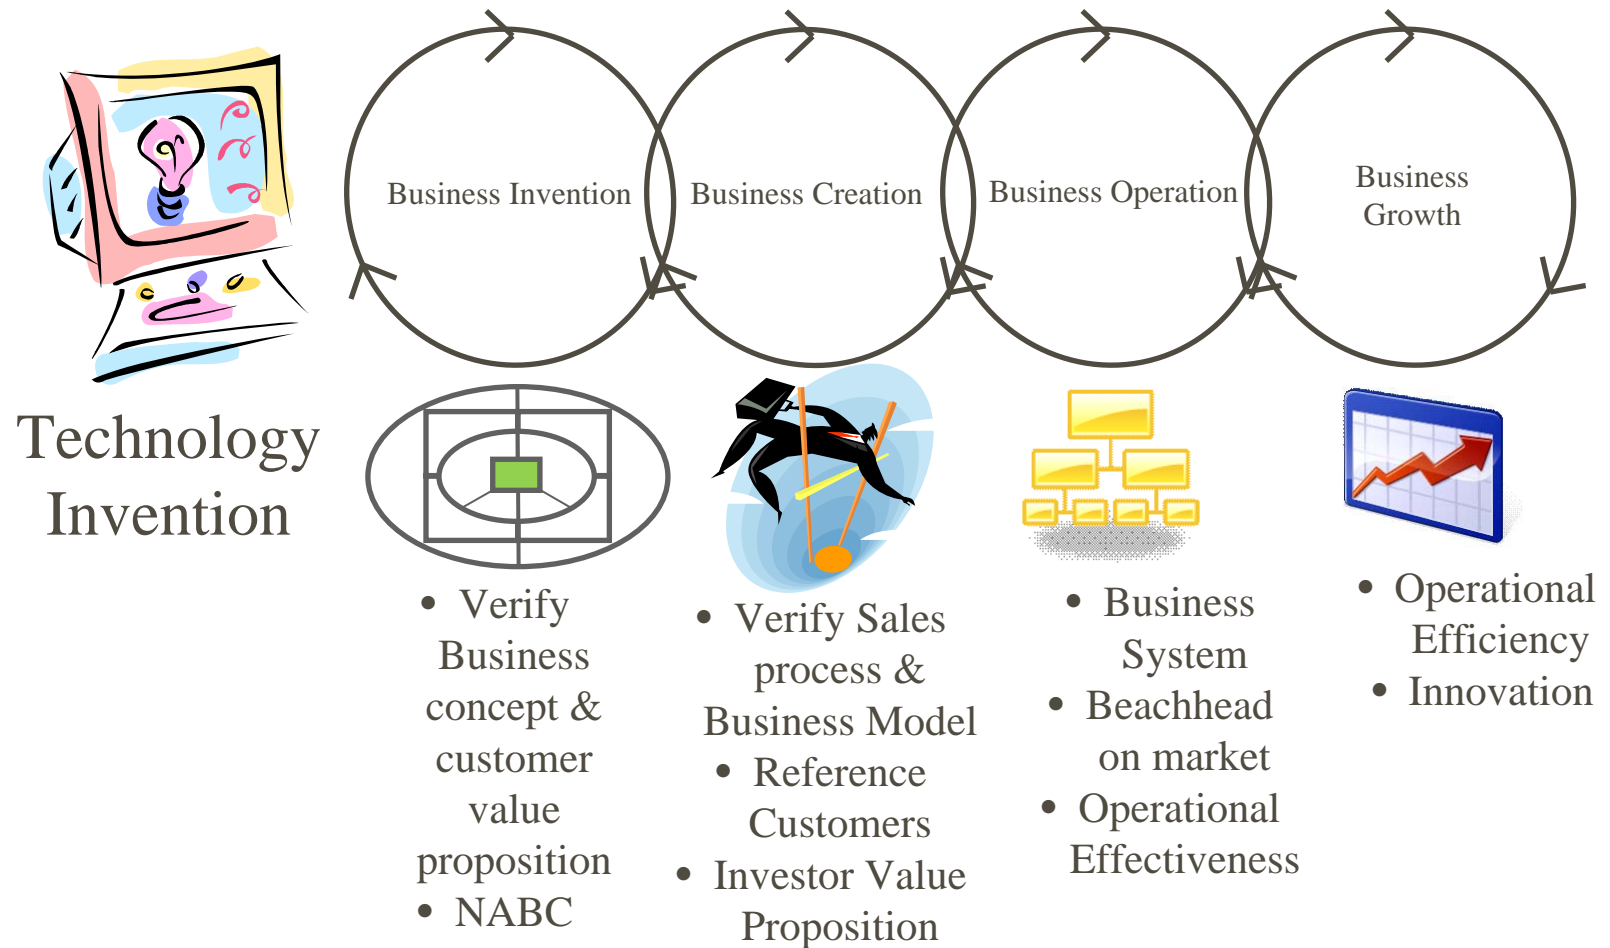 Technology
Invention
Business Invention
Business Creation
Business Operation
Business
Growth
• Verify
Business
concept &
customer
value
proposition
• NABC
• Verify Sales
process &
Business Model
• Reference
Customers
• Investor Value
Proposition
• Business
System
• Beachhead
on market
• Operational
Effectiveness
• Operational
Efficiency
• Innovation